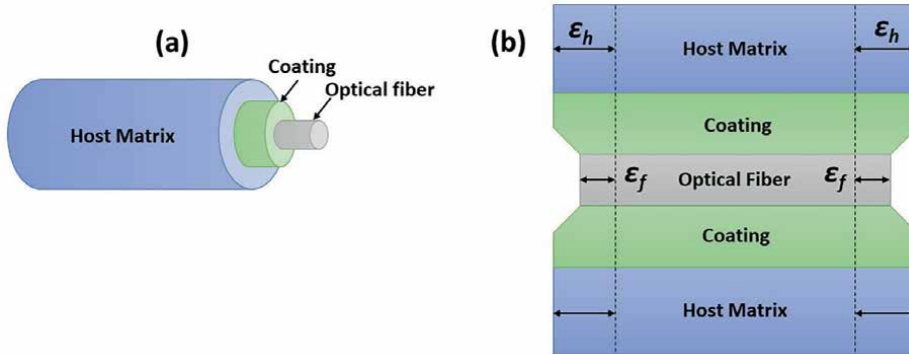 (a)
Coating
Optical fiber
Host Matrix
(b)
εh
Host Matrix
εh
Coating
εf
Optical Fiber
εf
Coating
Host Matrix